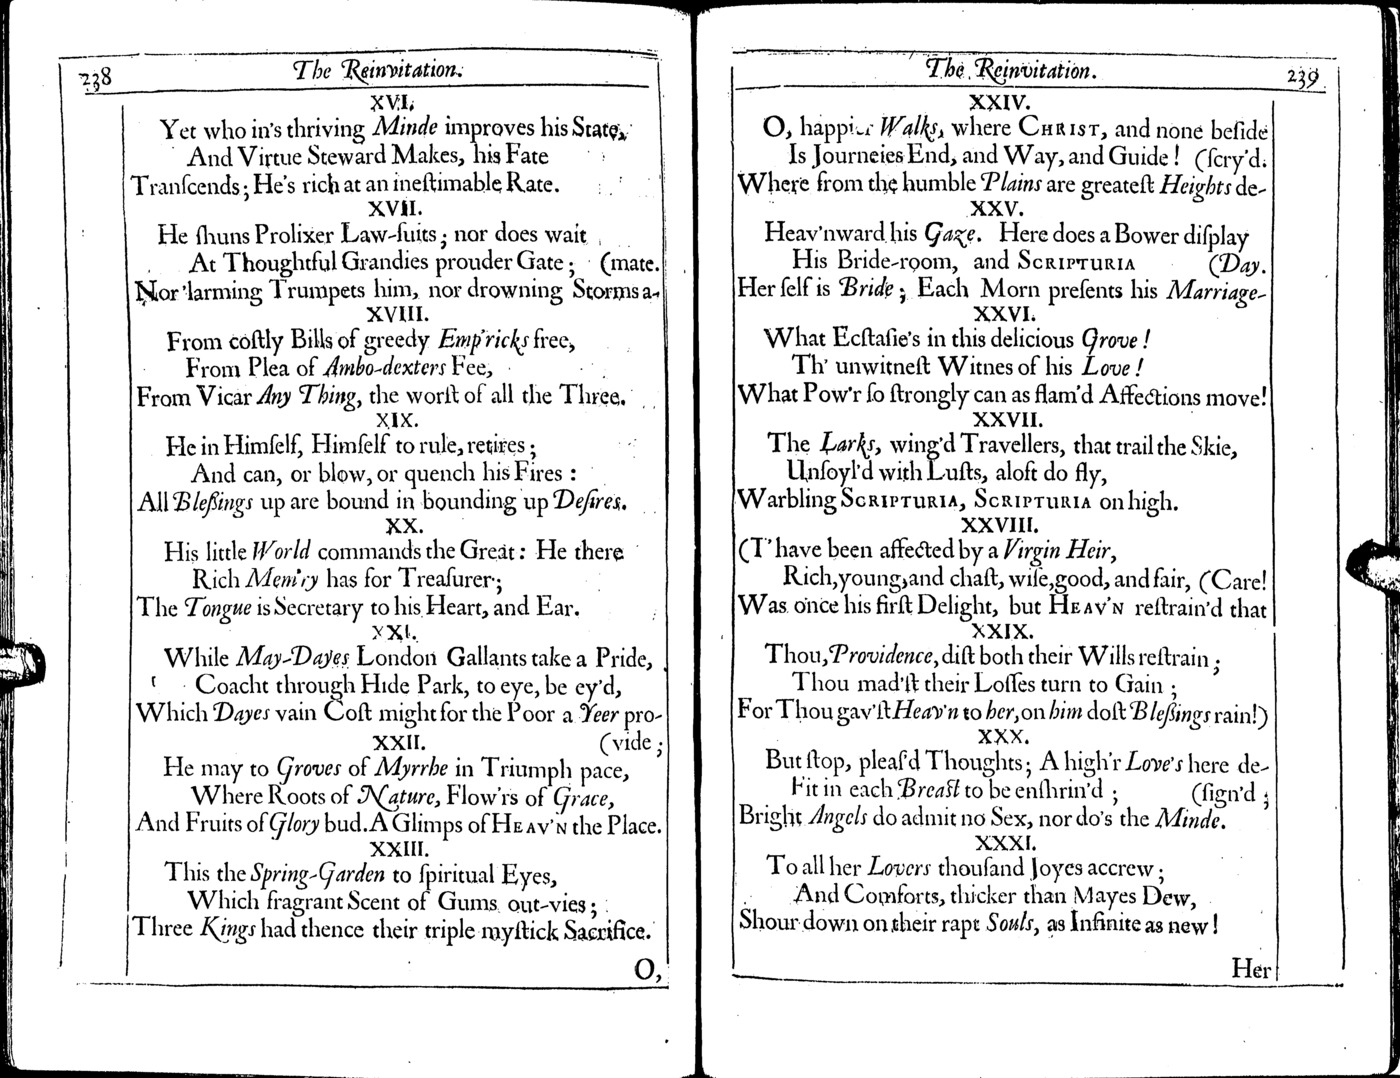 238
The Reinvitation.
XVI.
Yet who in's thriving Minde improves his State,
And Virtue Steward Makes, his Fate
Tranſcends; He's rich at an ineſtimable Rate.
XVII.
He ſhuns Prolixer Law-ſuits; nor does wait
At Thoughtful Grandies prouder Gate; (mate.
Nor 'larming Trumpets him, nor drowning Storms a-
XVIII.
From coſtly Bills of greedy Emp'ricks free,
From Plea of Ambo-dexters Fee,
From Vicar Any Thing, the worſt of all the Three.
XIX.
He in Himſelf, Himſelf to rule, retires;
And can, or blow, or quench his Fires:
All Bleßings up are bound in bounding up Deſires.
XX.
His little World commands the Great: He there
Rich Mem'ry has for Treaſurer;
The Tongue is Secretary to his Heart, and Ear.
XXI.
While May-Dayes London Gallants take a Pride,
Coacht through Hide Park, to eye, be ey'd,
Which Dayes vain Coſt might for the Poor a Yeer pro-
XXII. (vide;
He may to Groves of Myrrhe in Triumph pace,
Where Roots of Nature, Flow'rs of Grace,
And Fruits of Glory bud. A Glimps of HEAV'N the Place.
XXIII.
This the Spring-Garden to ſpiritual Eyes,
Which fragrant Scent of Gums out-vies;
Three Kings had thence their triple myſtick Sacrifice.
O,
The Reinvitation.
239
XXIV.
O, happier Walks, where CHRIST, and none beſide
Is Journeies End, and Way, and Guide! (ſcry'd.
Where from the humble Plains are greateſt Heights de-
XXV.
Heav'nward his Gaze. Here does a Bower diſplay
His Bride-room, and SCRIPTURIA (Day.
Her ſelf is Bride; Each Morn preſents his Marriage-
XXVI.
What Ecſtaſie's in this delicious Grove!
Th' unwitneſt Witnes of his Love!
What Pow'r ſo ſtrongly can as flam'd Affections move!
XXVII.
The Larks, wing'd Travellers, that trail the Skie,
Unſoyl'd with Luſts, aloft do fly,
Warbling SCRIPTURIA, SCRIPTURIA on high.
XXVIII.
(T' have been affected by a Virgin Heir,
Rich, young, and chaſt, wiſe, good, and fair, (Care!
Was once his firſt Delight, but HEAV'N reſtrain'd that
XXIX.
Thou, Providence, diſt both their Wills reſtrain;
Thou mad'ſt their Loſſes turn to Gain;
For Thou gav'ſt Heav'n to her, on him doſt Bleßings rain!)
XXX.
But ſtop, pleaſ'd Thoughts; A high'r Love's here de-
Fit in each Breaſt to be enſhrin'd; (ſign'd;
Bright Angels do admit no Sex, nor do's the Minde.
XXXI.
To all her Lovers thouſand Joyes accrew;
And Comforts, thicker than Mayes Dew,
Shour down on their rapt Souls, as Infinite as new!
Her